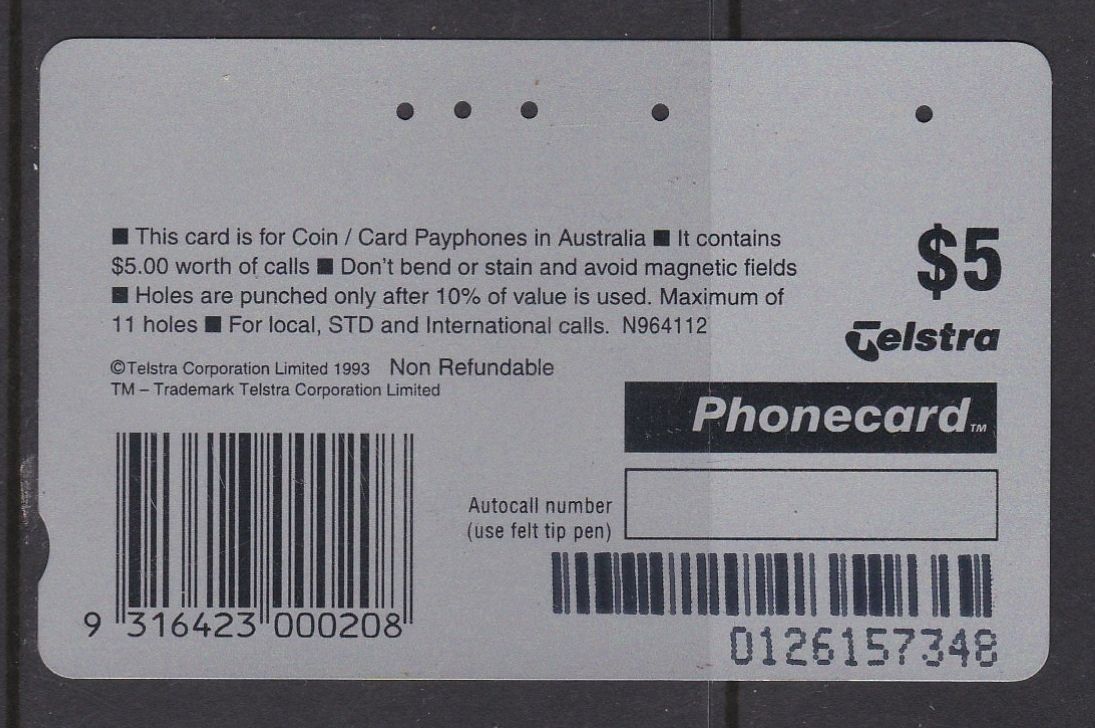 ■ This card is for Coin / Card Payphones in Australia ■ It contains
$5.00 worth of calls ■ Don't bend or stain and avoid magnetic fields
■ Holes are punched only after 10% of value is used. Maximum of
11 holes ■ For local, STD and International calls. N964112
$5
Telstra
©Telstra Corporation Limited 1993 Non Refundable
TM – Trademark Telstra Corporation Limited
Phonecard™
Autocall number
(use felt tip pen)
9 316423 000208
0126157348